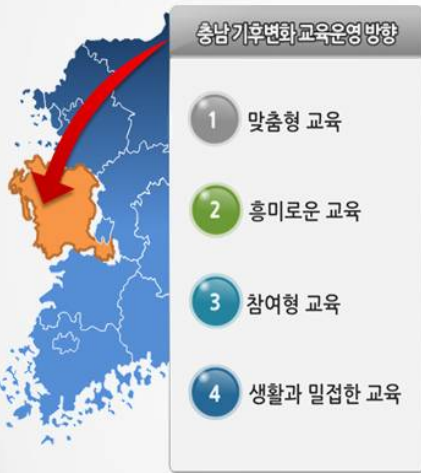 충남 기후변화 교육운영 방향
1 맞춤형 교육
2 흥미로운 교육
3 참여형 교육
4 생활과 밀접한 교육